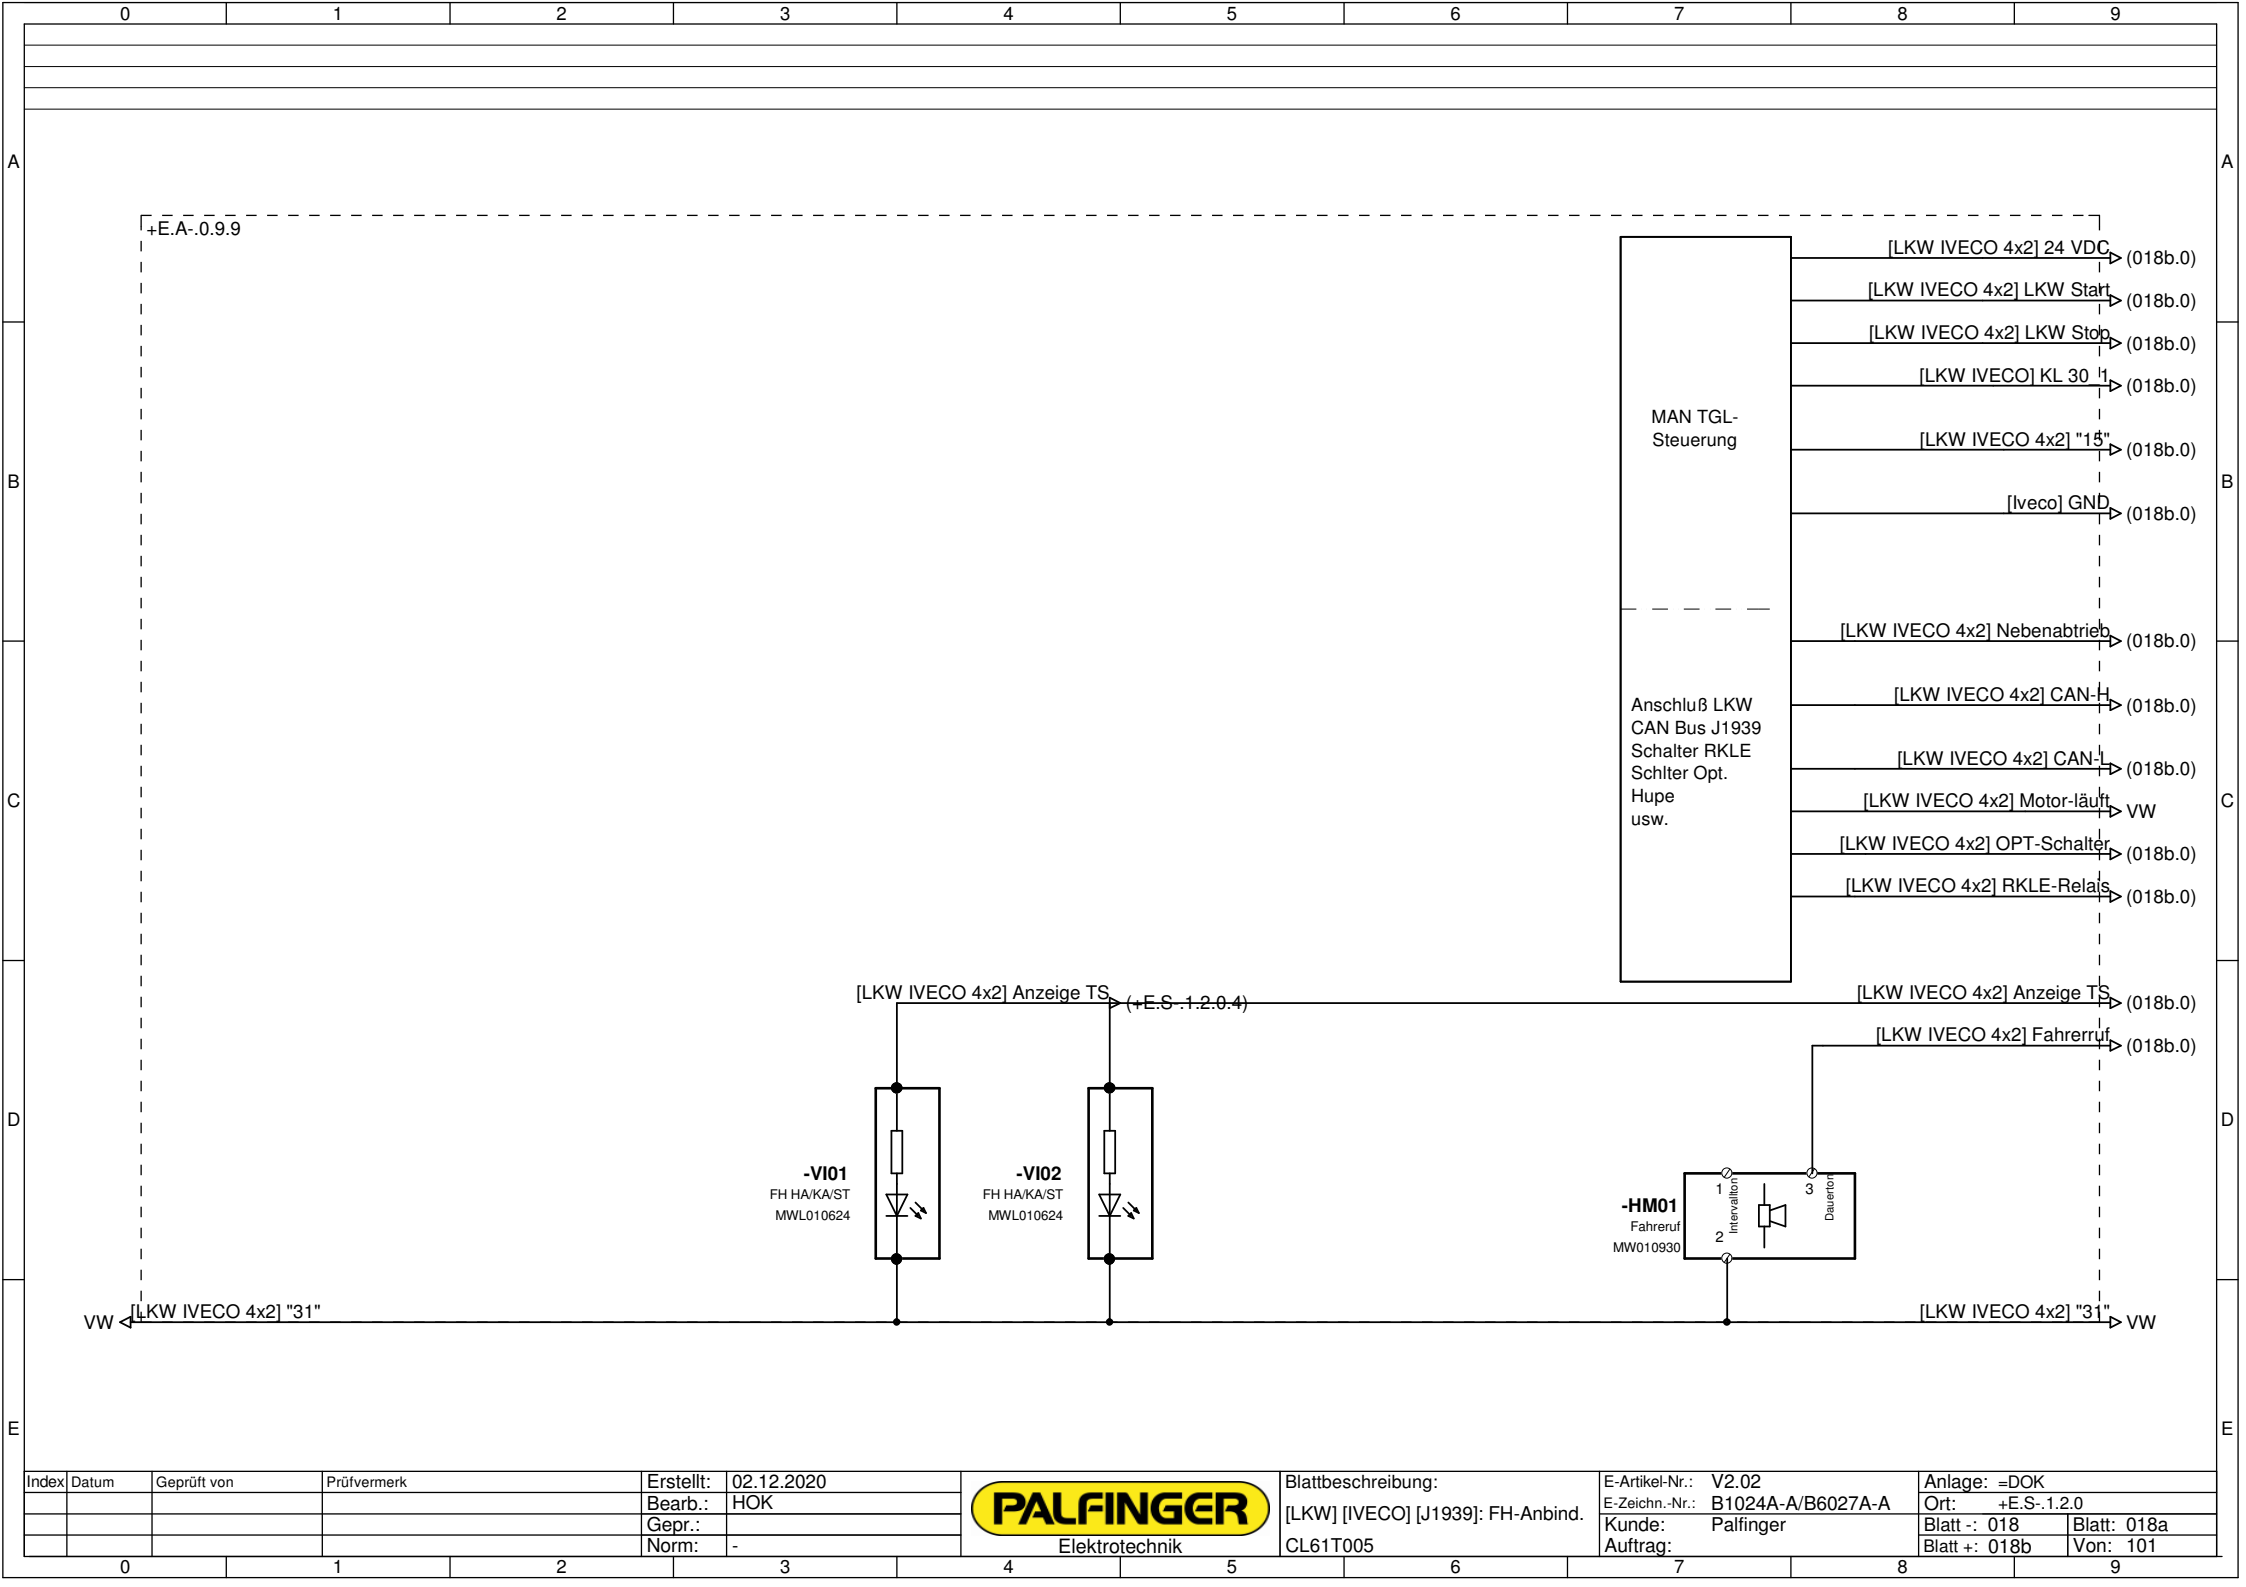 0 1 2 3 4 5 6 7 8 9
A A
+E.A-.0.9.9
[LKW IVECO 4x2] 24 VDC (018b.0)
[LKW IVECO 4x2] LKW Start (018b.0)
[LKW IVECO 4x2] LKW Stop (018b.0)
[LKW IVECO] KL 30_1 (018b.0)
MAN TGL-
Steuerung
[LKW IVECO 4x2] "15" (018b.0)
B B
[Iveco] GND (018b.0)
[LKW IVECO 4x2] Nebenabtrieb (018b.0)
Anschluß LKW
CAN Bus J1939
Schalter RKLE
Schlter Opt.
Hupe
usw.
[LKW IVECO 4x2] CAN-H (018b.0)
[LKW IVECO 4x2] CAN-L (018b.0)
C C
[LKW IVECO 4x2] Motor-läuft VW
[LKW IVECO 4x2] OPT-Schalter (018b.0)
[LKW IVECO 4x2] RKLE-Relais (018b.0)
[LKW IVECO 4x2] Anzeige TS (+E.S-.1.2.0.4) [LKW IVECO 4x2] Anzeige TS (018b.0)
[LKW IVECO 4x2] Fahrerruf (018b.0)
D D
-VI01
FH HA/KA/ST
MWL010624
-VI02
FH HA/KA/ST
MWL010624
-HM01
Fahreruf
MW010930
1 Intervallton 3 Dauerton
2
VW [LKW IVECO 4x2] "31" [LKW IVECO 4x2] "31" VW
E E
Index Datum Geprüft von Prüfvermerk
Erstellt: 02.12.2020
Bearb.: HOK
Gepr.:
Norm: -
PALFINGER
Elektrotechnik
Blattbeschreibung:
[LKW] [IVECO] [J1939]: FH-Anbind.
CL61T005
E-Artikel-Nr.: V2.02
E-Zeichn.-Nr.: B1024A-A/B6027A-A
Kunde: Palfinger
Auftrag:
Anlage: =DOK
Ort: +E.S-.1.2.0
Blatt -: 018 Blatt: 018a
Blatt +: 018b Von: 101
0 1 2 3 4 5 6 7 8 9